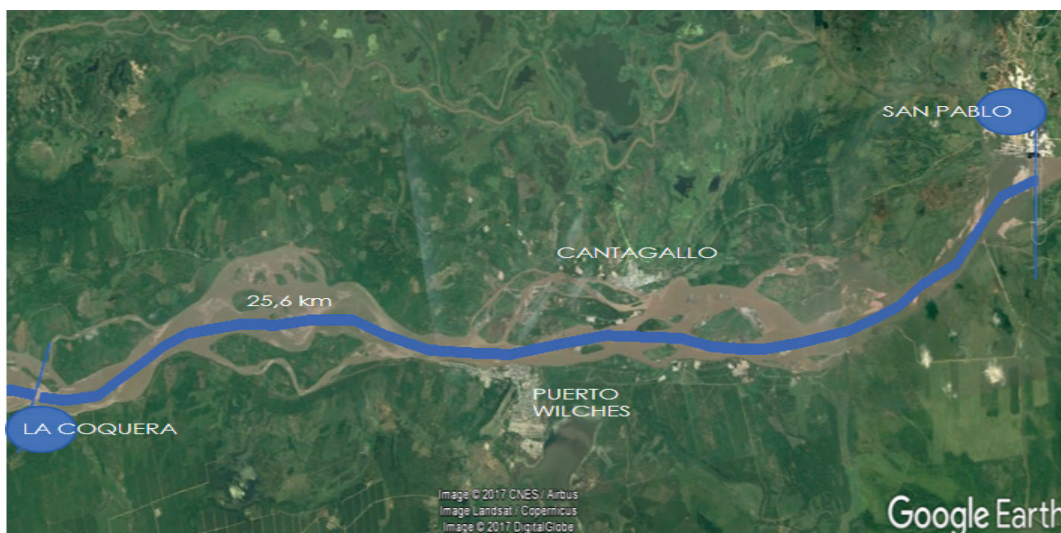 SAN PABLO
CANTAGALLO
25,6 km
PUERTO
WILCHES
LA COQUERA
Image © 2017 CNES / Airbus
Image Landsat / Copernicus
Image © 2017 DigitalGlobe
Google Earth